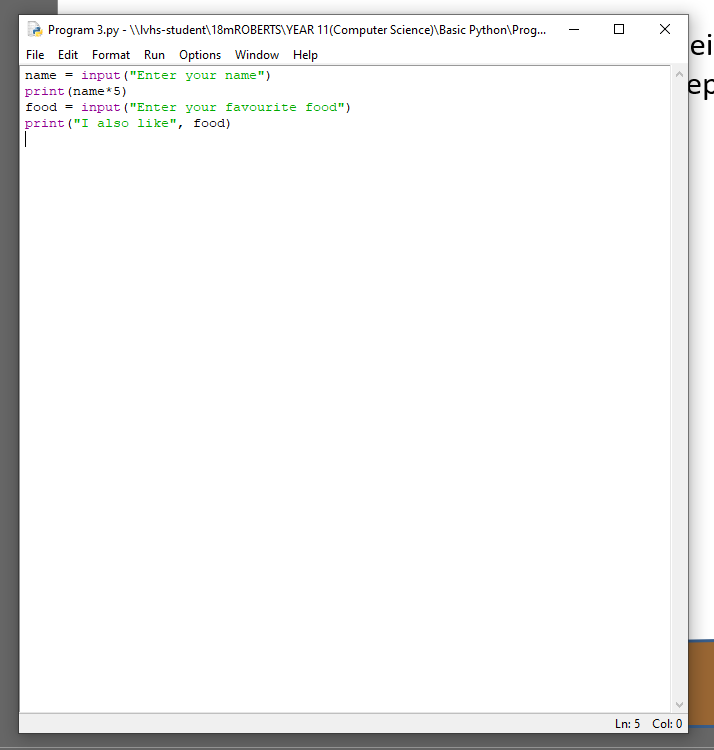 Program 3.py - \\lvhs-student\18mROBERTS\YEAR 11(Computer Science)\Basic Python\Prog...
File Edit Format Run Options Window Help
name = input("Enter your name")
print(name*5)
food = input("Enter your favourite food")
print("I also like", food)
ei
ep
Ln: 5 Col: 0